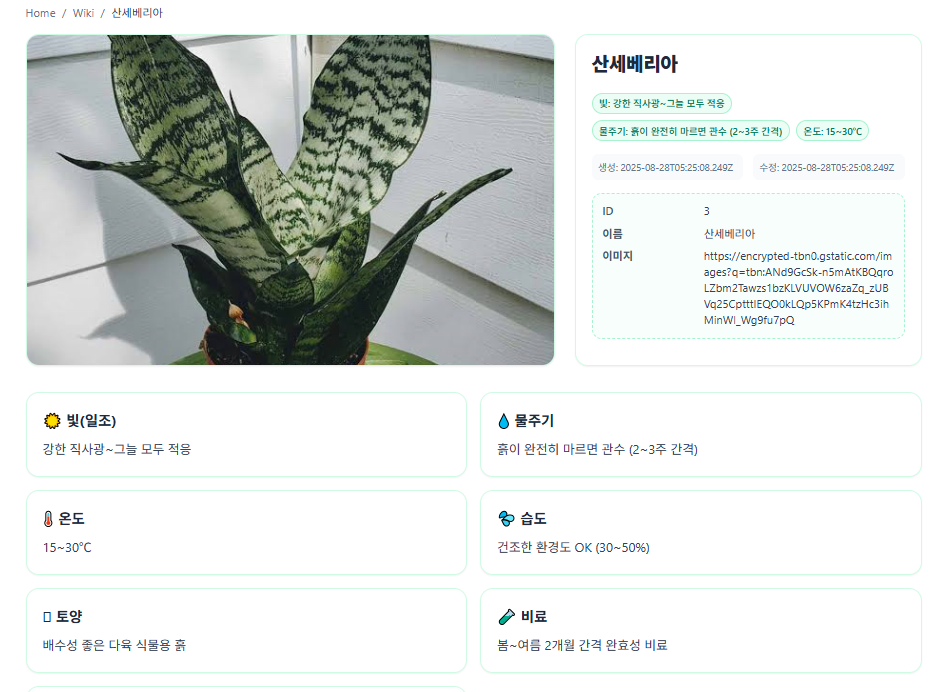 Home / Wiki / 산세베리아
산세베리아
빛: 강한 직사광~그늘 모두 적응
물주기: 흙이 완전히 마르면 관수 (2~3주 간격) 온도: 15~30℃
생성: 2025-08-28T05:25:08.249Z 수정: 2025-08-28T05:25:08.249Z
ID 3
이름 산세베리아
이미지 https://encrypted-tbn0.gstatic.com/im
ages?q=tbn:ANd9GcSk-n5mAtKBQqro
LZbm2Tawzs1bzKLVUVOW6zaZq_zUB
Vq25CptttIEQO0kLQp5KPmK4tzHc3ih
MinWl_Wg9fu7pQ
빛(일조)
강한 직사광~그늘 모두 적응
물주기
흙이 완전히 마르면 관수 (2~3주 간격)
온도
15~30℃
습도
건조한 환경도 OK (30~50%)
토양
배수성 좋은 다육 식물용 흙
비료
봄~여름 2개월 간격 완효성 비료